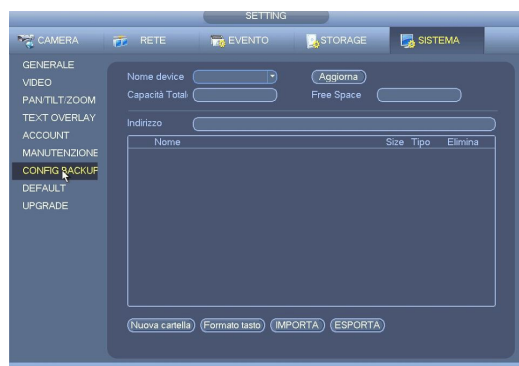 SETTING
CAMERA RETE EVENTO STORAGE SISTEMA
GENERALE
VIDEO
PAN/TILT/ZOOM
TEXT OVERLAY
ACCOUNT
MANUTENZIONE
CONFIG BACKUP
DEFAULT
UPGRADE
Nome device Aggiorna
Capacità Total Free Space
Indirizzo
Nome Size Tipo Elimina
Nuova cartella Formato tasto IMPORTA ESPORTA